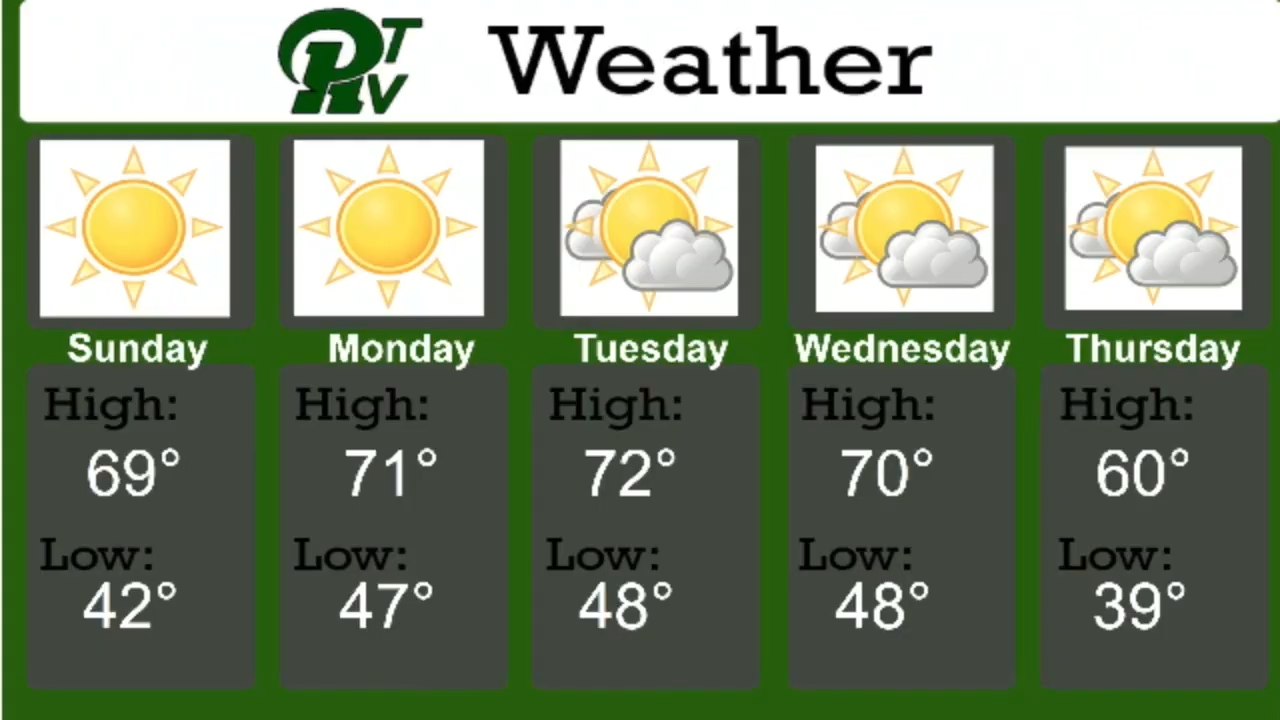 PRTV Weather
Sunday Monday Tuesday Wednesday Thursday
High: High: High: High: High:
69° 71° 72° 70° 60°
Low: Low: Low: Low: Low:
42° 47° 48° 48° 39°